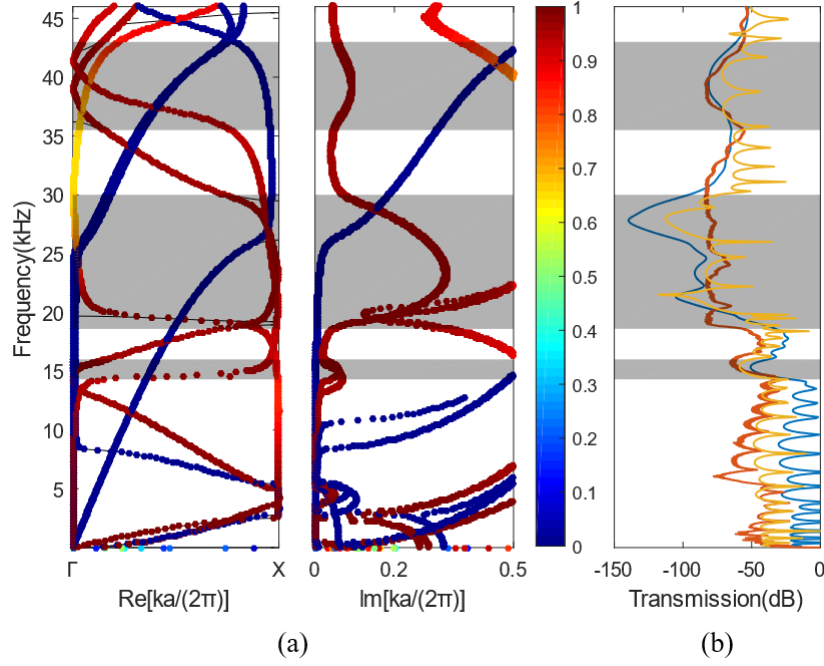 45
40
35
30
25
20
15
10
5
Frequency(kHz)
Γ X
Re[ka/(2π)]
0 0.2 0.5
Im[ka/(2π)]
1
0.9
0.8
0.7
0.6
0.5
0.4
0.3
0.2
0.1
0
-150 -100 -50 0
Transmission(dB)
(a) (b)